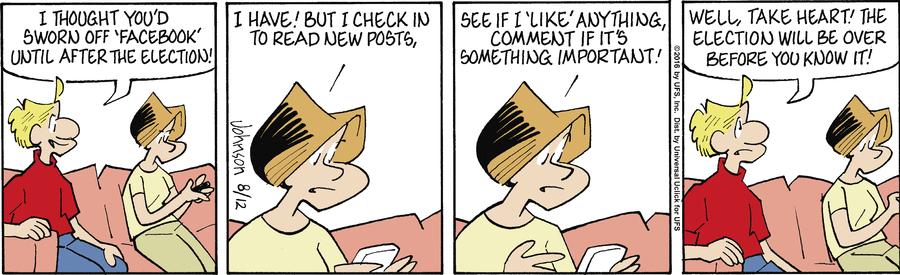 I THOUGHT YOU'D
SWORN OFF 'FACEBOOK'
UNTIL AFTER THE ELECTION!
I HAVE! BUT I CHECK IN
TO READ NEW POSTS,
Johnson 8/12
SEE IF I 'LIKE' ANYTHING,
COMMENT IF IT'S
SOMETHING IMPORTANT!
©2016 by UFS, Inc. Dist. by Universal Uclick for UFS
WELL, TAKE HEART! THE
ELECTION WILL BE OVER
BEFORE YOU KNOW IT!